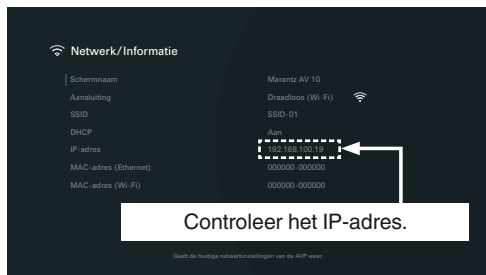 Netwerk/Informatie
Schermnaam Marantz AV 10
Aansluiting Draadloos (Wi-Fi)
SSID SSID-01
DHCP Aan
IP-adres 192.168.100.19
MAC-adres (Ethernet) 000000-000000
MAC-adres (Wi-Fi) 000000-000000
Controleer het IP-adres.
Geeft de huidige netwerkinstellingen van de AVP weer.